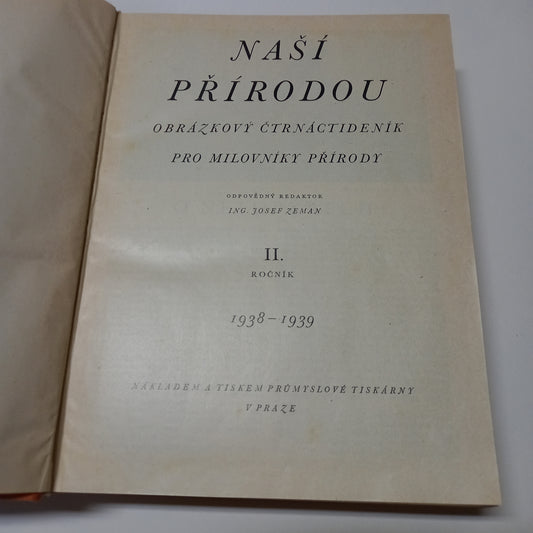 NAŠÍ
PŘÍRODOU
OBRÁZKOVÝ ČTRNÁCTIDENÍK
PRO MILOVNÍKY PŘÍRODY
ODPOVĚDNÝ REDAKTOR
ING. JOSEF ZEMAN
II.
ROČNÍK
1938–1939
NÁKLADEM A TISKEM PRŮMYSLOVÉ TISKÁRNY
V PRAZE